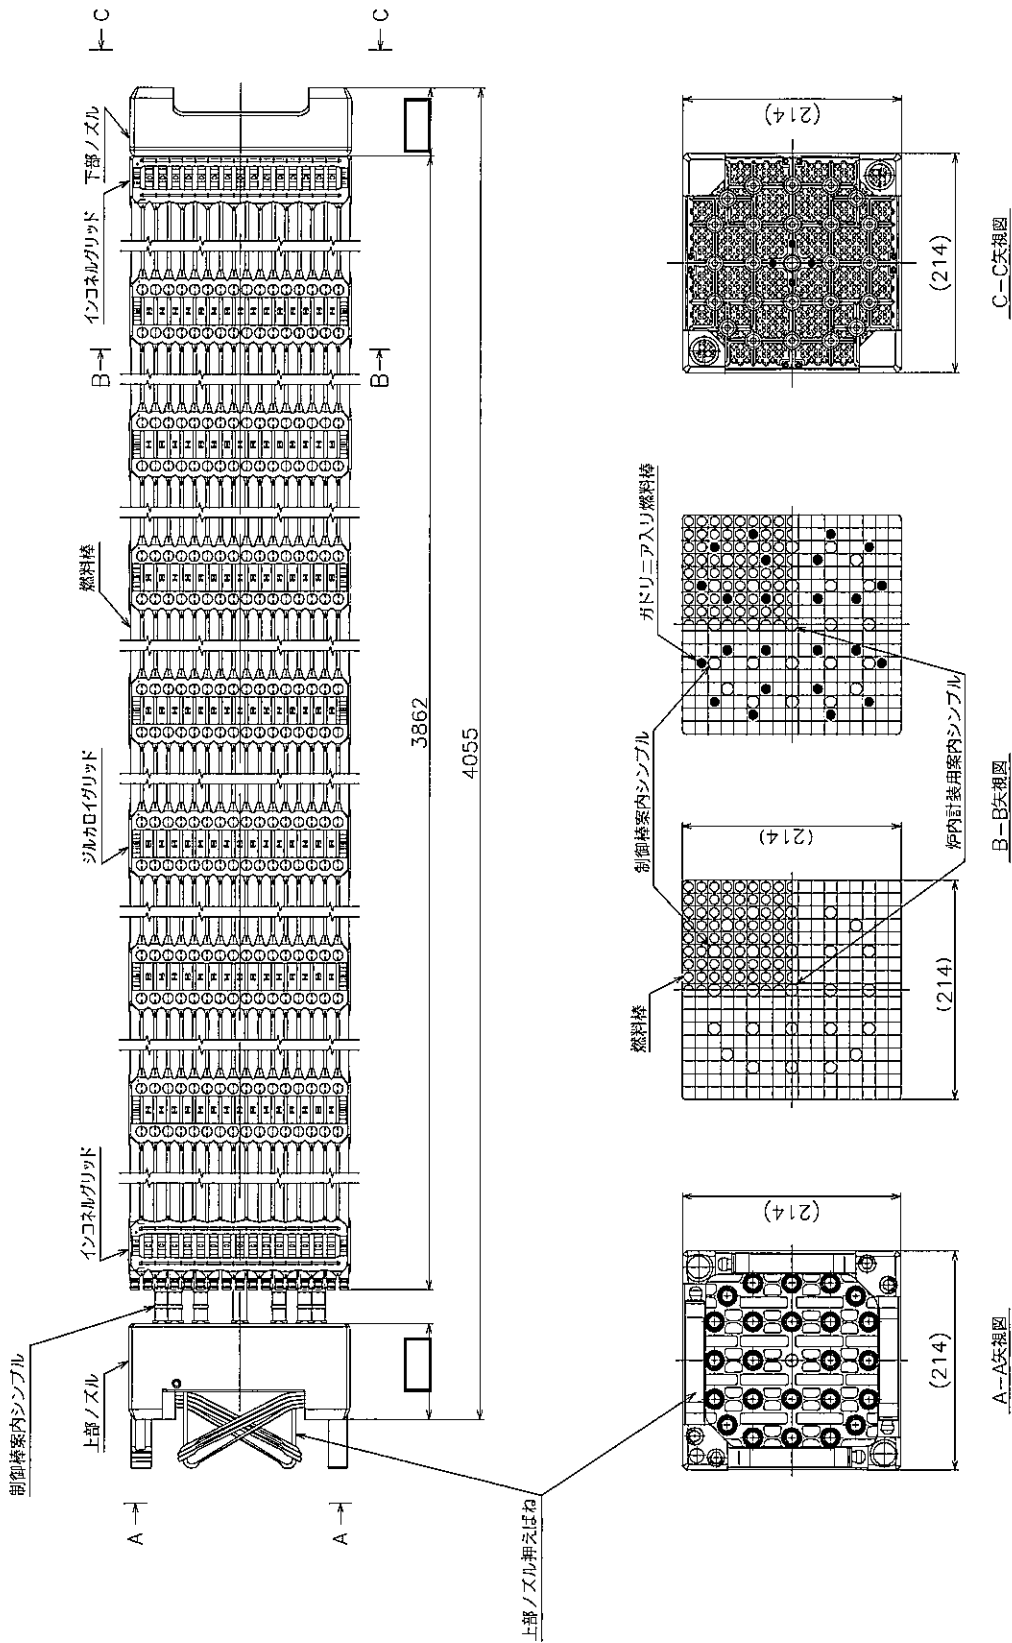 制御棒案内シンブル
上部ノズル
インコネルグリッド
ジルカロイグリッド
燃料棒
インコネルグリッド
下部ノズル
A
A
B
B
C
C
3862
4055
上部ノズル押えばね
(214)
(214)
A-A矢視図
燃料棒
制御棒案内シンブル
ガドリニア入り燃料棒
炉内計装用案内シンブル
(214)
(214)
B-B矢視図
(214)
(214)
C-C矢視図